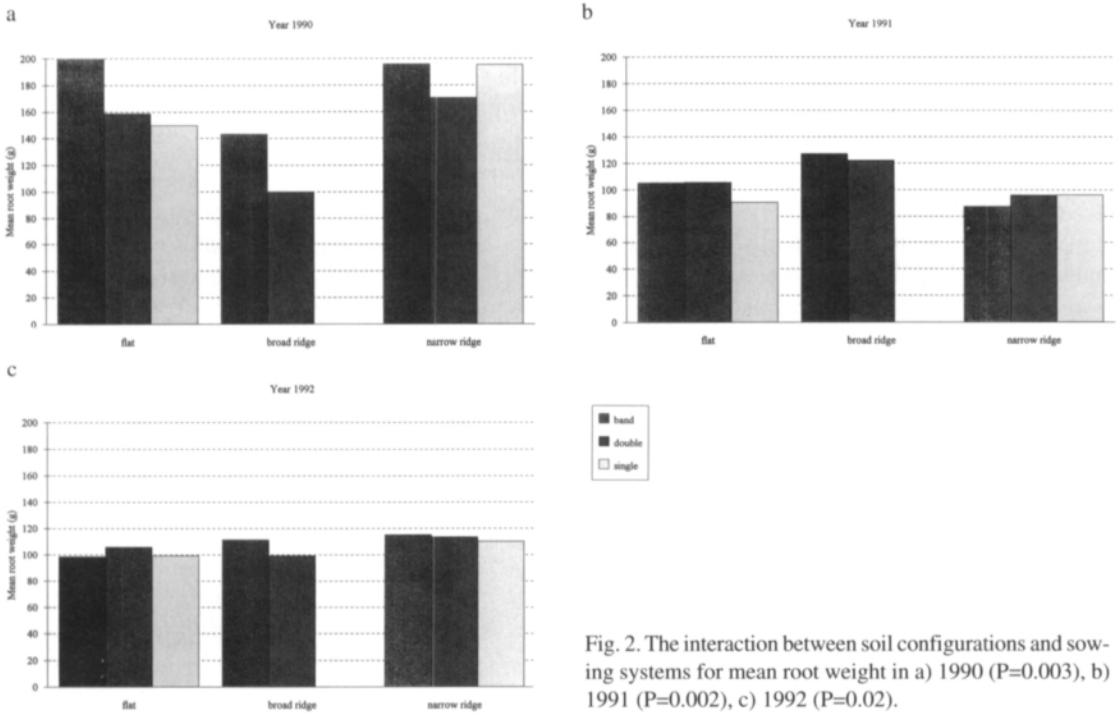 a
Year 1990
Mean root weight (g)
200
180
160
140
120
100
80
60
40
20
0
flat broad ridge narrow ridge
b
Year 1991
Mean root weight (g)
200
180
160
140
120
100
80
60
40
20
0
flat broad ridge narrow ridge
c
Year 1992
Mean root weight (g)
200
180
160
140
120
100
80
60
40
20
0
flat broad ridge narrow ridge
band
double
single
Fig. 2. The interaction between soil configurations and sow-
ing systems for mean root weight in a) 1990 (P=0.003), b)
1991 (P=0.002), c) 1992 (P=0.02).